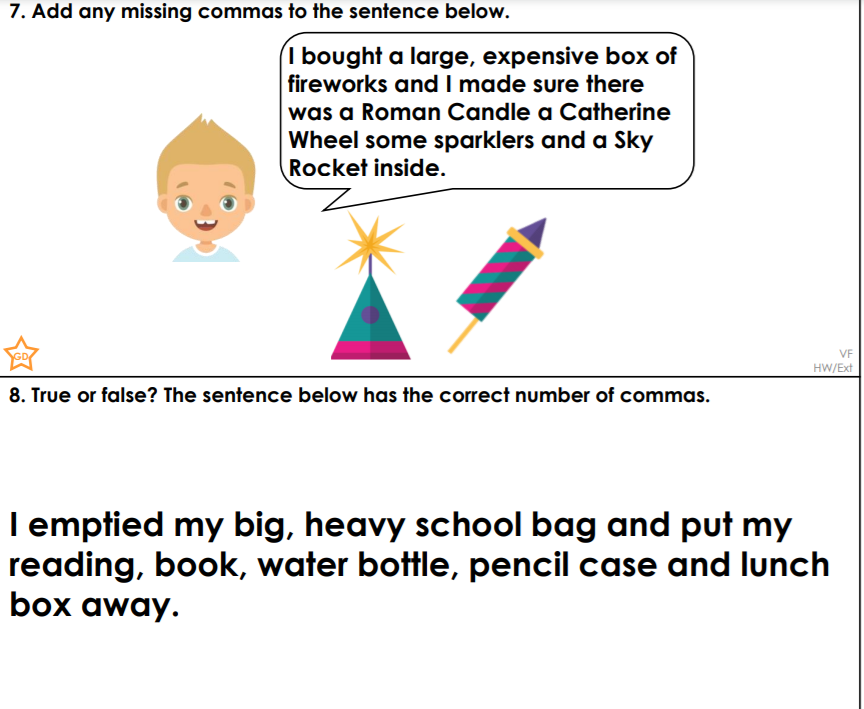 7. Add any missing commas to the sentence below.
I bought a large, expensive box of
fireworks and I made sure there
was a Roman Candle a Catherine
Wheel some sparklers and a Sky
Rocket inside.
GD
VF
HW/Ext
8. True or false? The sentence below has the correct number of commas.
I emptied my big, heavy school bag and put my
reading, book, water bottle, pencil case and lunch
box away.